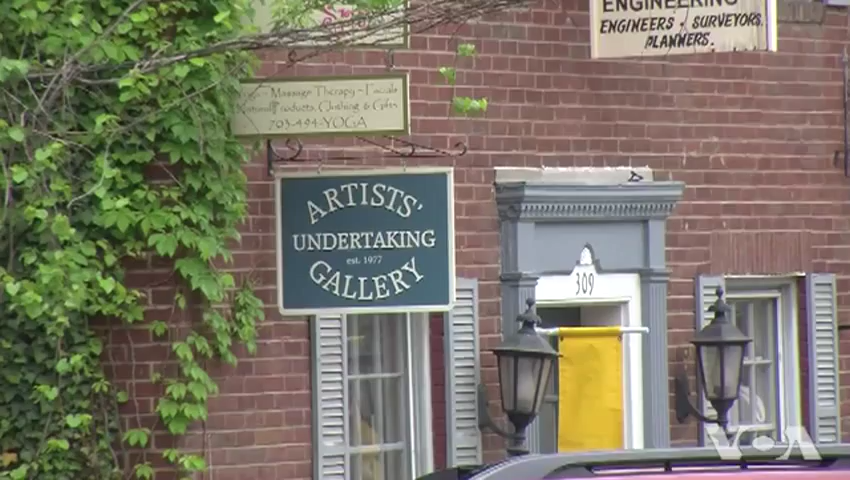 ENGINEERING
ENGINEERS · SURVEYORS.
PLANNERS.
Massage Therapy ~ Facials
Natural Products, Clothing & Gifts
703-494-YOGA
ARTISTS'
UNDERTAKING
est. 1977
GALLERY
309
VOA